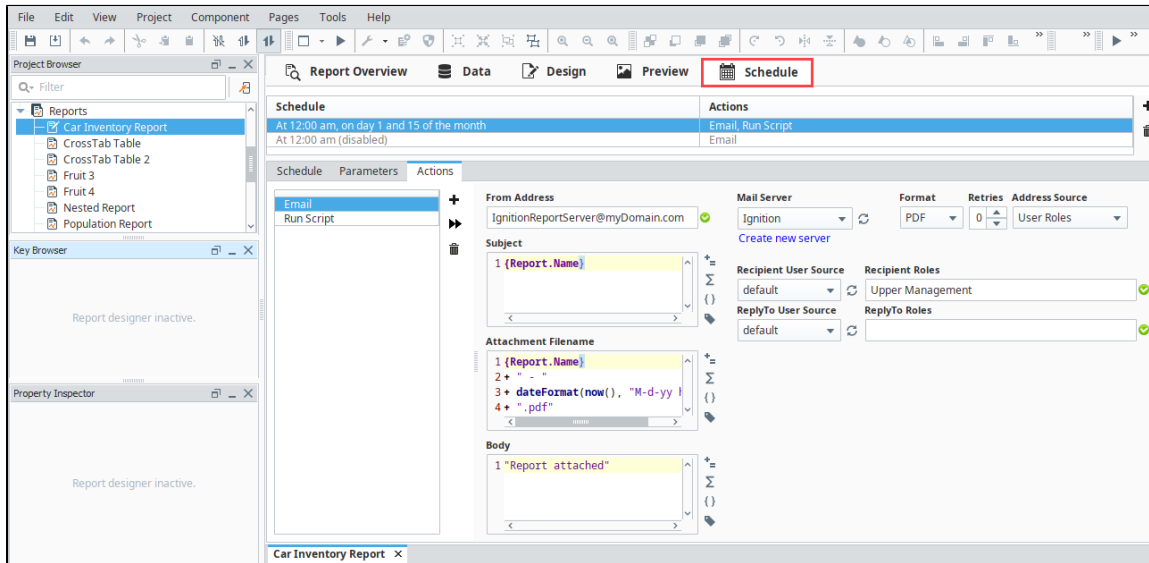 File Edit View Project Component Pages Tools Help
Project Browser
Filter
Reports
Car Inventory Report
CrossTab Table
CrossTab Table 2
Fruit 3
Fruit 4
Nested Report
Population Report
Key Browser
Report designer inactive.
Property Inspector
Report designer inactive.
Report Overview Data Design Preview Schedule
Schedule Actions
At 12:00 am, on day 1 and 15 of the month Email, Run Script
At 12:00 am (disabled) Email
Schedule Parameters Actions
Email
Run Script
From Address
IgnitionReportServer@myDomain.com
Subject
1 {Report.Name}
Attachment Filename
1 {Report.Name}
2 + " - "
3 + dateFormat(now(), "M-d-yy
4 + ".pdf"
Body
1 "Report attached"
Mail Server Format Retries Address Source
Ignition PDF 0 User Roles
Create new server
Recipient User Source Recipient Roles
default Upper Management
ReplyTo User Source ReplyTo Roles
default
Car Inventory Report